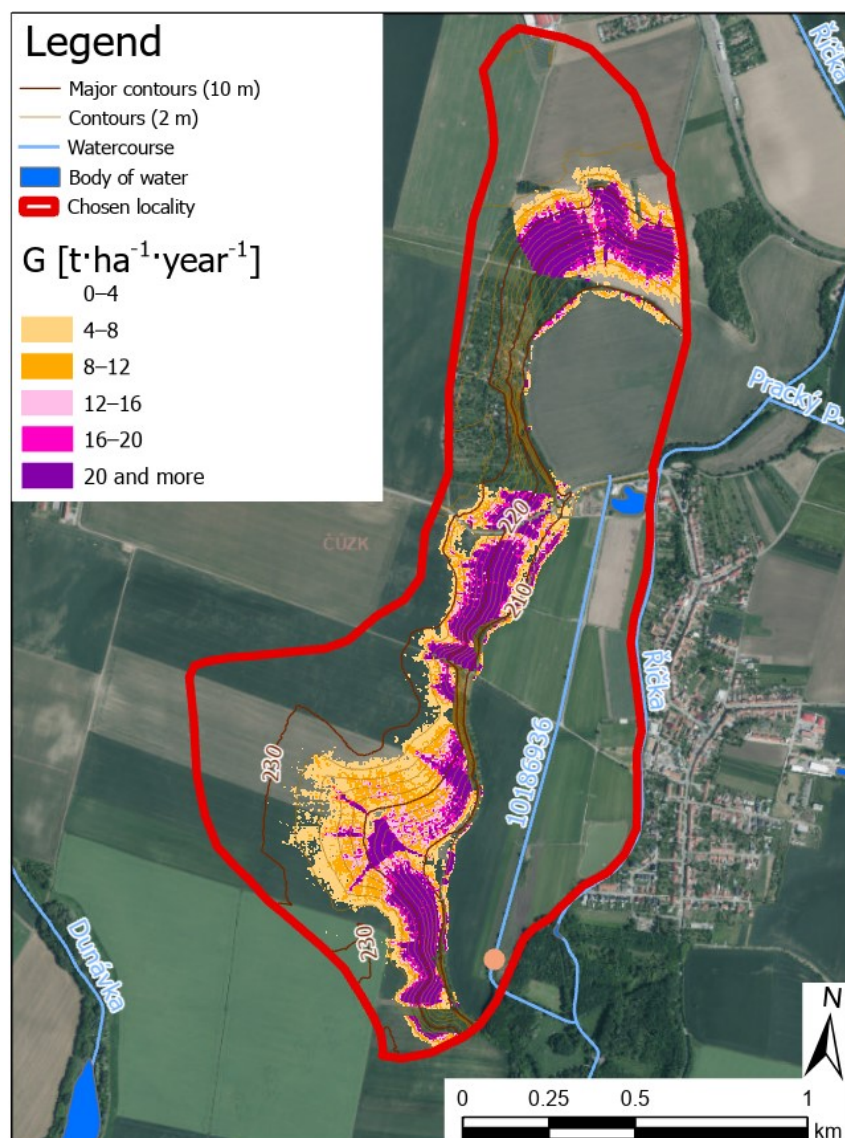 Legend
Major contours (10 m)
Contours (2 m)
Watercourse
Body of water
Chosen locality
G [t·ha⁻¹·year⁻¹]
0–4
4–8
8–12
12–16
16–20
20 and more
Říčka
Pracký p.
220
ČÚZK
210
Říčka
10186936
230
230
Dunávka
N
0 0.25 0.5 1
km